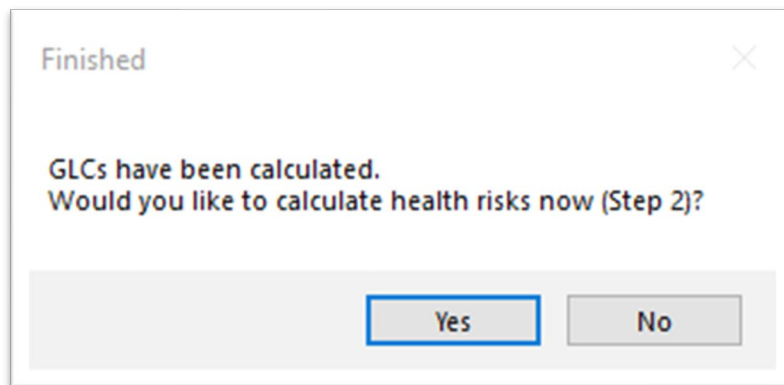 Finished
GLCs have been calculated.
Would you like to calculate health risks now (Step 2)?
Yes
No